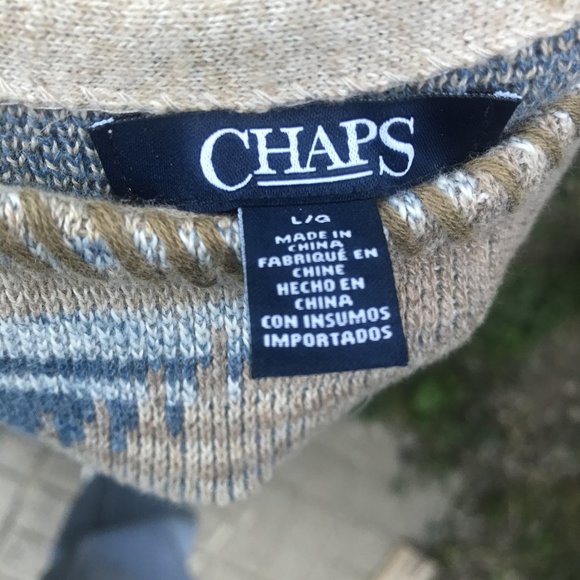 CHAPS
L/G
MADE IN
CHINA
FABRIQUÉ EN
CHINE
HECHO EN
CHINA
CON INSUMOS
IMPORTADOS